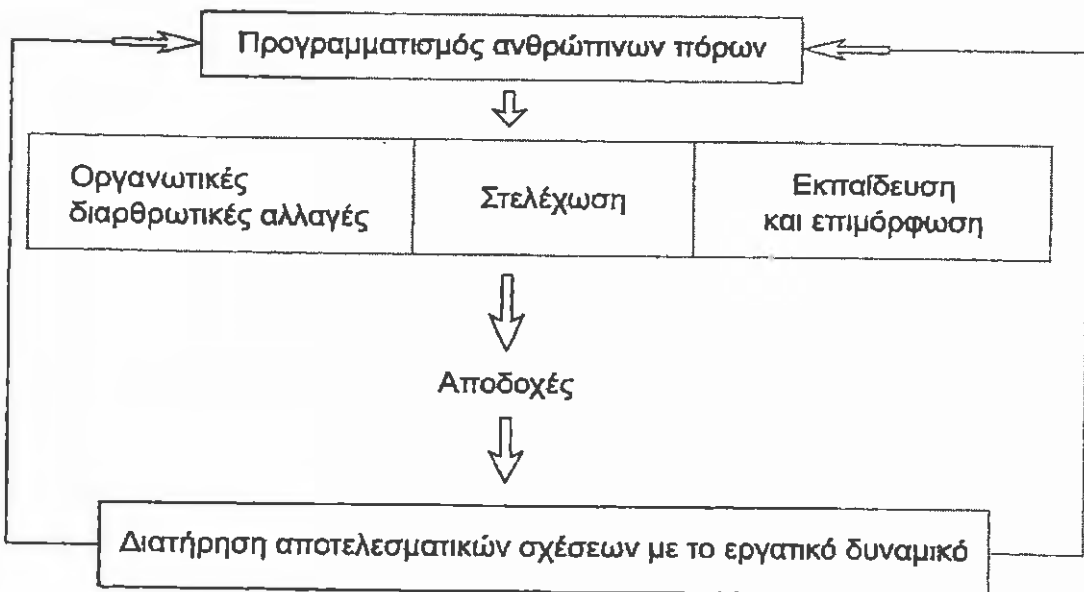 Προγραμματισμός ανθρώπινων πόρων
Οργανωτικές
διαρθρωτικές αλλαγές
Στελέχωση
Εκπαίδευση
και επιμόρφωση
Αποδοχές
Διατήρηση αποτελεσματικών σχέσεων με το εργατικό δυναμικό